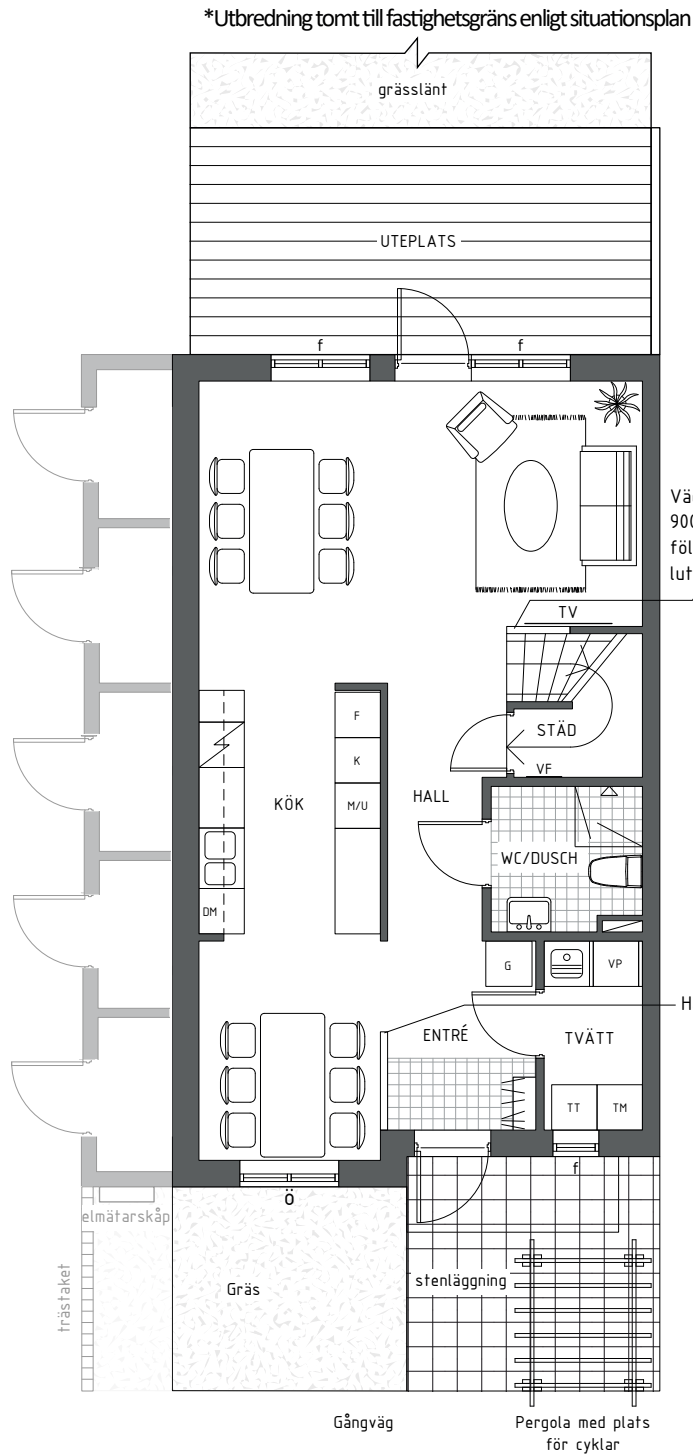 *Utbredning tomt till fastighetsgräns enligt situationsplan
grässlänt
UTEPLATS
f
f
900
TV
STÄD
VF
F
K
M/U
KÖK
HALL
WC/DUSCH
DM
G
VP
H
ENTRÉ
TVÄTT
TT
TM
f
Ö
elmätarskåp
trästaket
Gräs
stenläggning
Gångväg
Pergola med plats
för cyklar